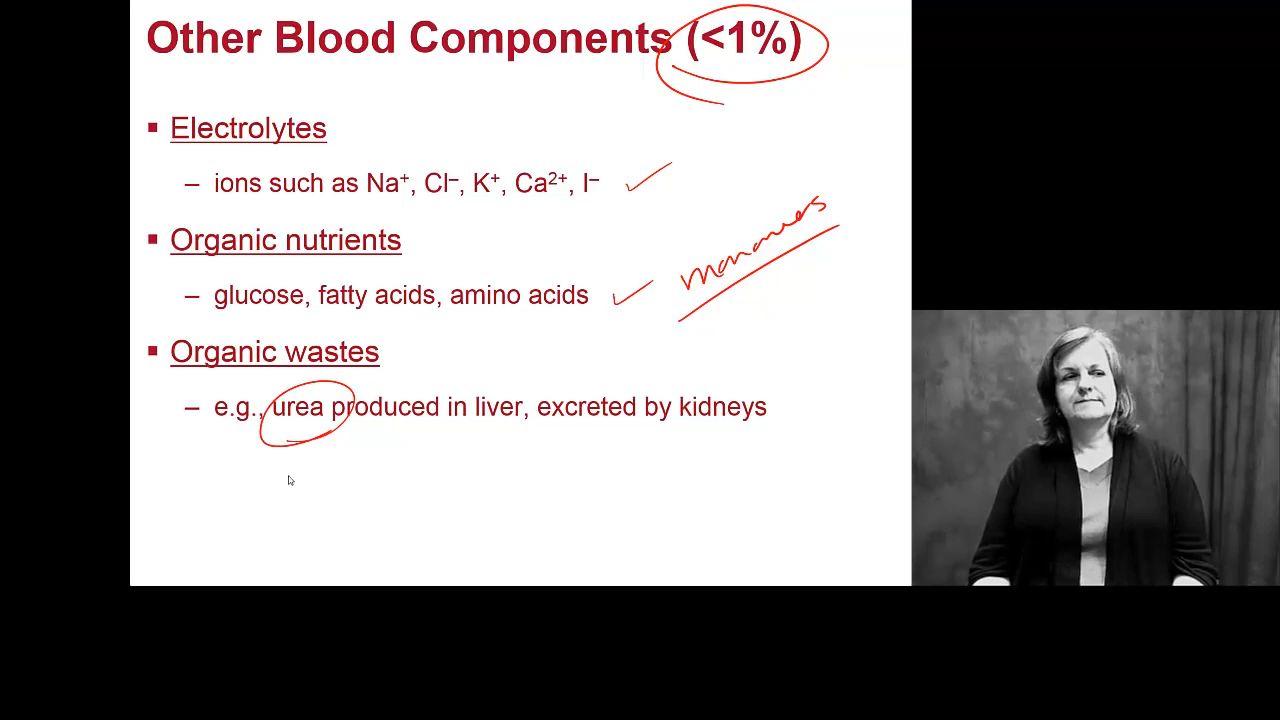 Other Blood Components (<1%)
▪ Electrolytes
– ions such as Na⁺, Cl⁻, K⁺, Ca²⁺, I⁻
▪ Organic nutrients
– glucose, fatty acids, amino acids
monomers
▪ Organic wastes
– e.g., urea produced in liver, excreted by kidneys